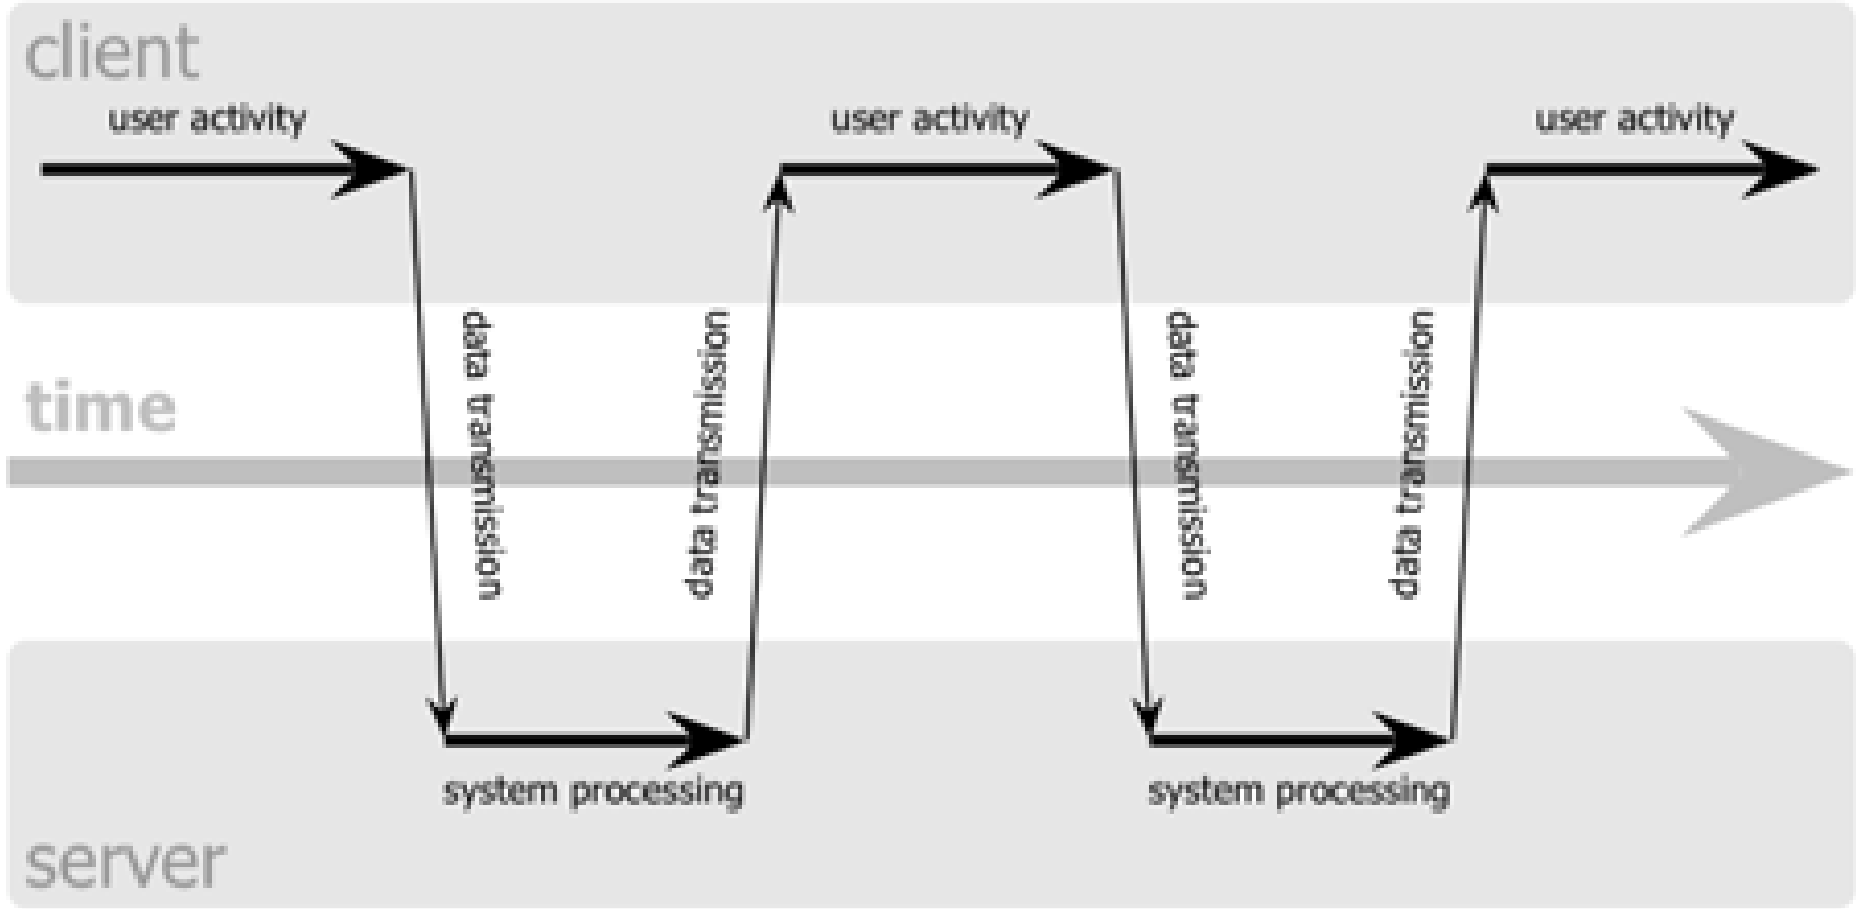 client
user activity
user activity
user activity
data transmission
data transmission
data transmission
data transmission
time
system processing
system processing
server